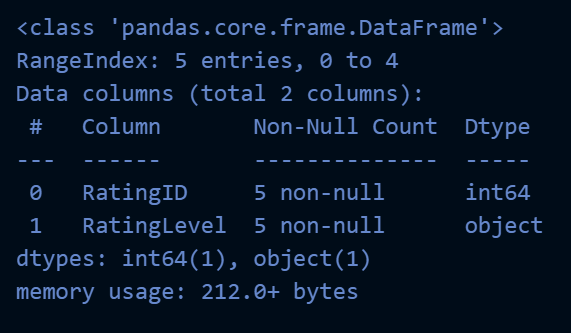 <class 'pandas.core.frame.DataFrame'>
RangeIndex: 5 entries, 0 to 4
Data columns (total 2 columns):
 #   Column       Non-Null Count  Dtype
---  ------       --------------  -----
 0   RatingID     5 non-null      int64
 1   RatingLevel  5 non-null      object
dtypes: int64(1), object(1)
memory usage: 212.0+ bytes